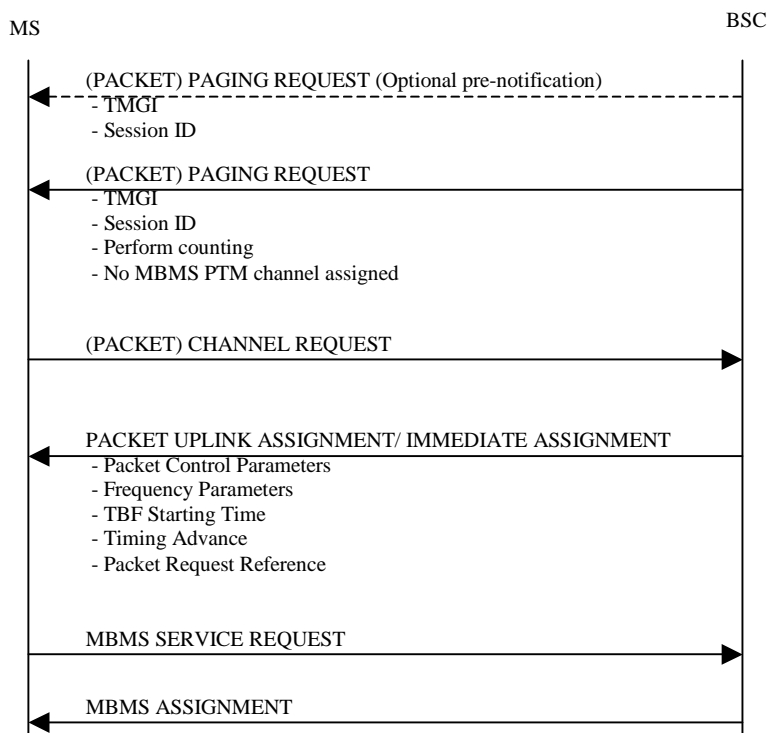 MS
BSC
(PACKET) PAGING REQUEST (Optional pre-notification)
- TMGI
- Session ID
(PACKET) PAGING REQUEST
- TMGI
- Session ID
- Perform counting
- No MBMS PTM channel assigned
(PACKET) CHANNEL REQUEST
PACKET UPLINK ASSIGNMENT/ IMMEDIATE ASSIGNMENT
- Packet Control Parameters
- Frequency Parameters
- TBF Starting Time
- Timing Advance
- Packet Request Reference
MBMS SERVICE REQUEST
MBMS ASSIGNMENT